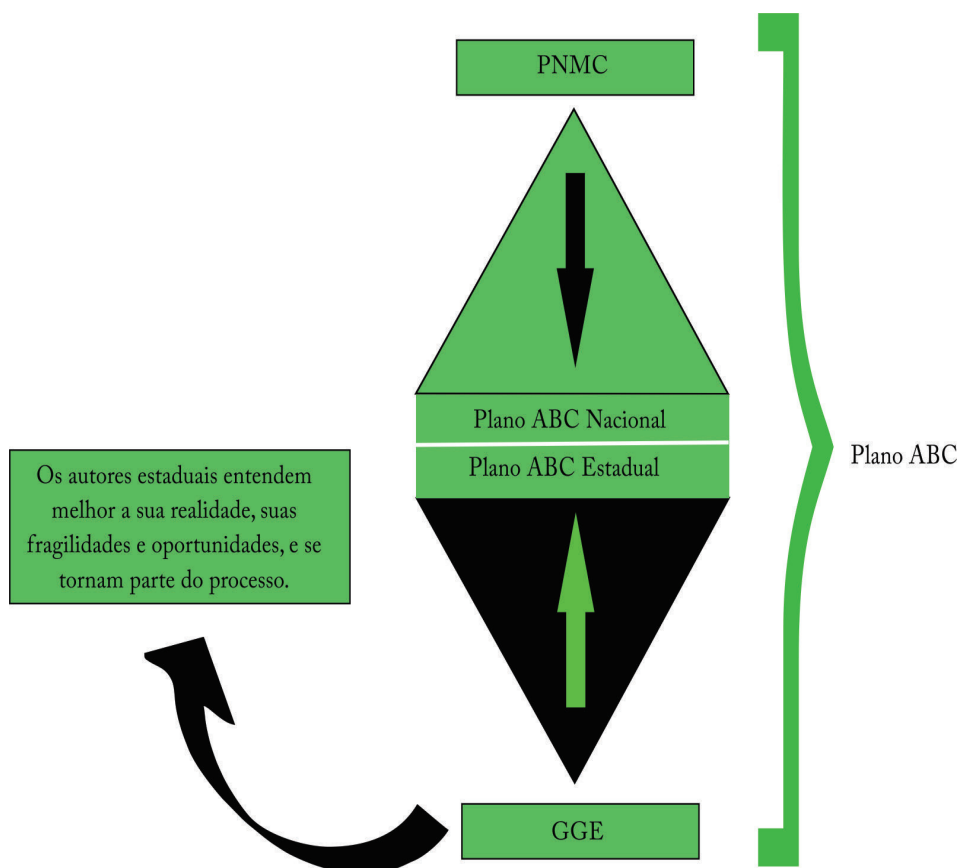 PNMC
Plano ABC Nacional
Plano ABC Estadual
Plano ABC
Os autores estaduais entendem
melhor a sua realidade, suas
fragilidades e oportunidades, e se
tornam parte do processo.
GGE